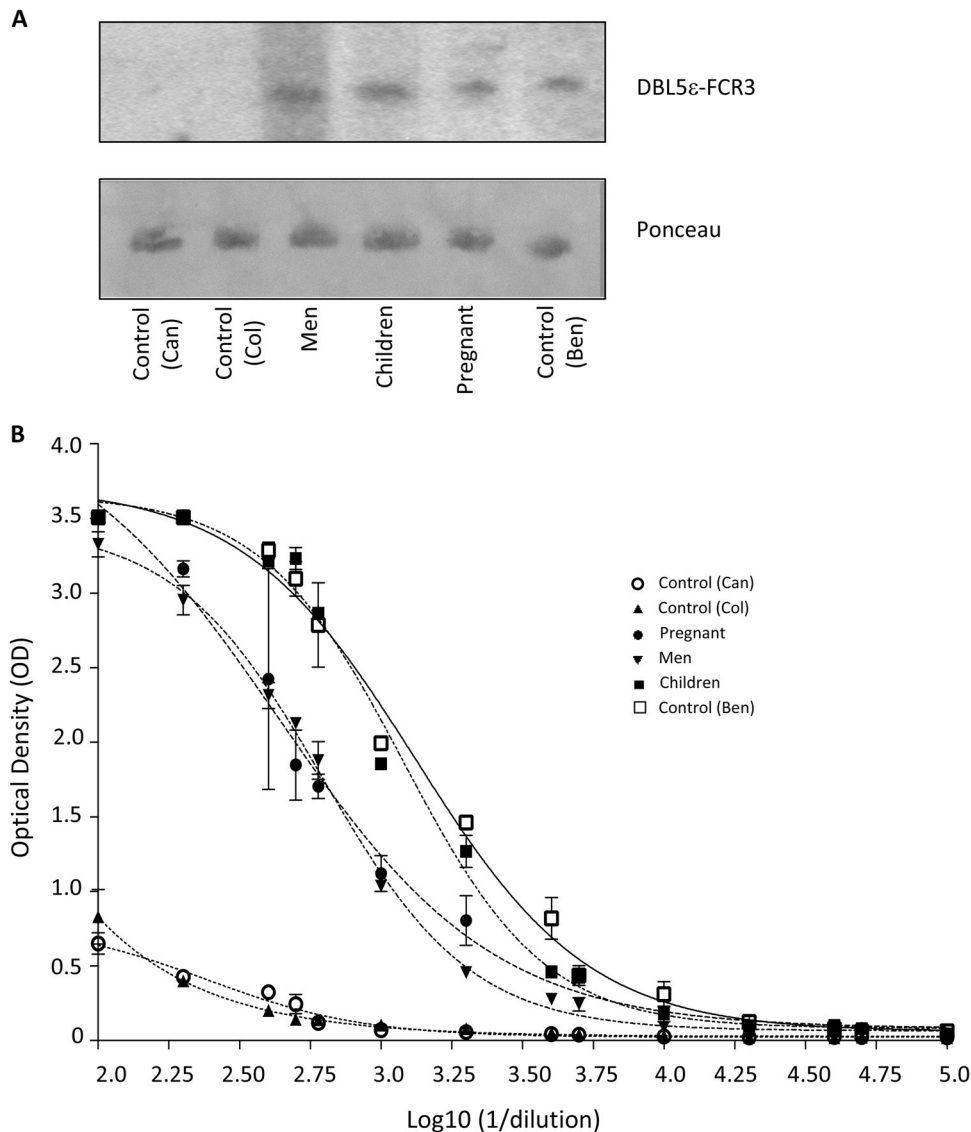 A
DBL5ε-FCR3
Ponceau
Control
(Can)
Control
(Col)
Men
Children
Pregnant
Control
(Ben)
B
4.0
3.5
3.0
2.5
2.0
1.5
1.0
0.5
0
Optical Density (OD)
Control (Can)
Control (Col)
Pregnant
Men
Children
Control (Ben)
2.0 2.25 2.50 2.75 3.0 3.25 3.50 3.75 4.0 4.25 4.50 4.75 5.0
Log10 (1/dilution)